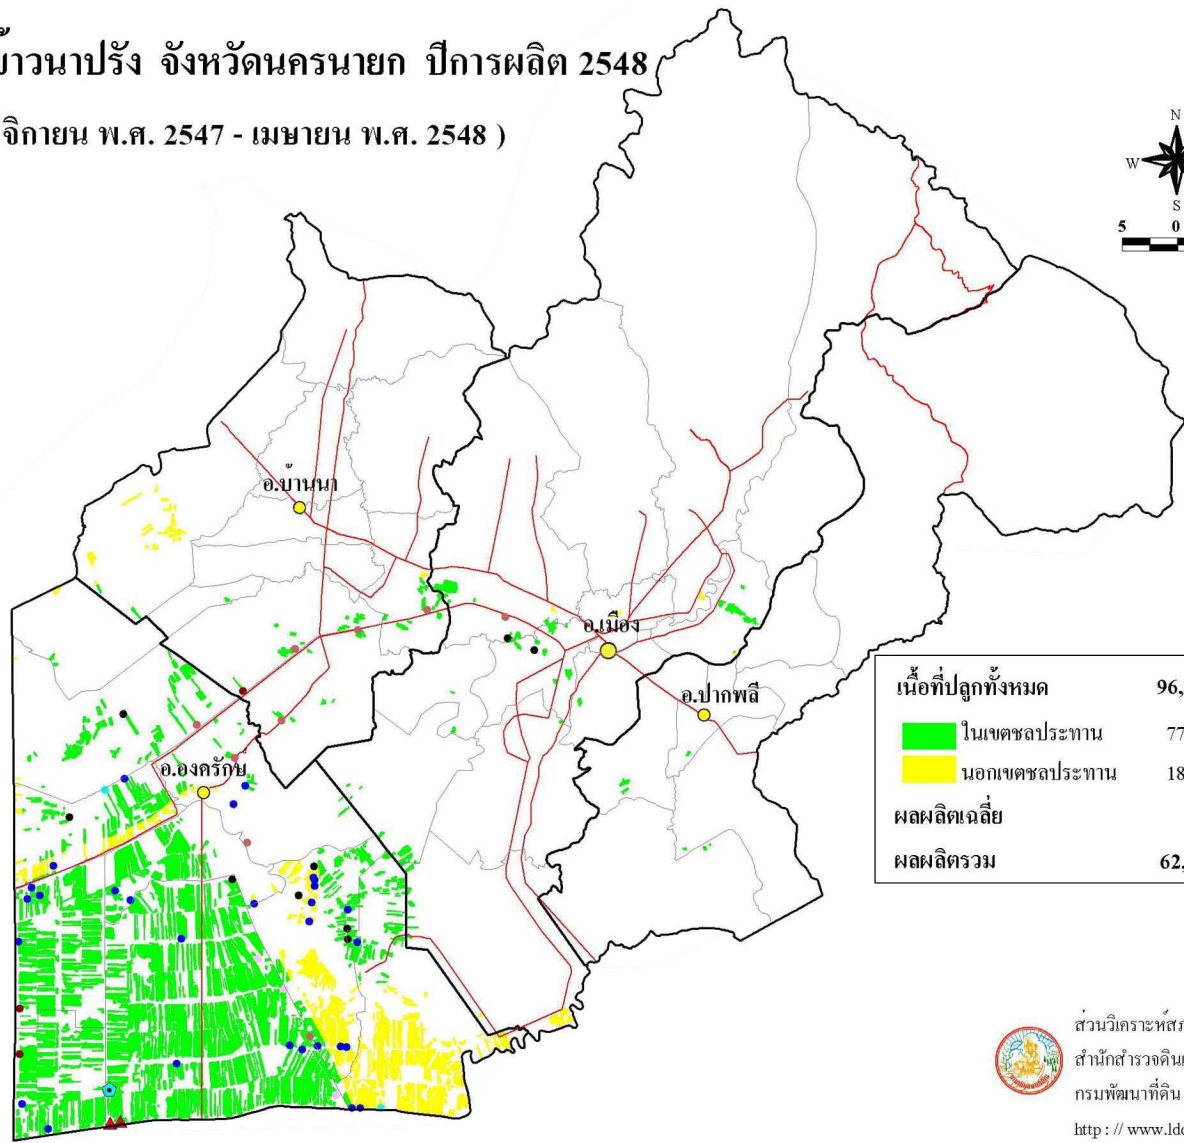 ข้าวนาปรัง จังหวัดนครนายก ปีการผลิต 2548
จิกายน พ.ศ. 2547 - เมษายน พ.ศ. 2548 )
N
W
S
5 0
อ.บ้านนา
อ.เมือง
อ.ปากพลี
อ.องครักษ์
เนื้อที่ปลูกทั้งหมด 96,
ในเขตชลประทาน 77
นอกเขตชลประทาน 18
ผลผลิตเฉลี่ย
ผลผลิตรวม 62,
ส่วนวิเคราะห์สภ
สำนักสำรวจดิน
กรมพัฒนาที่ดิน
http : // www.ldd